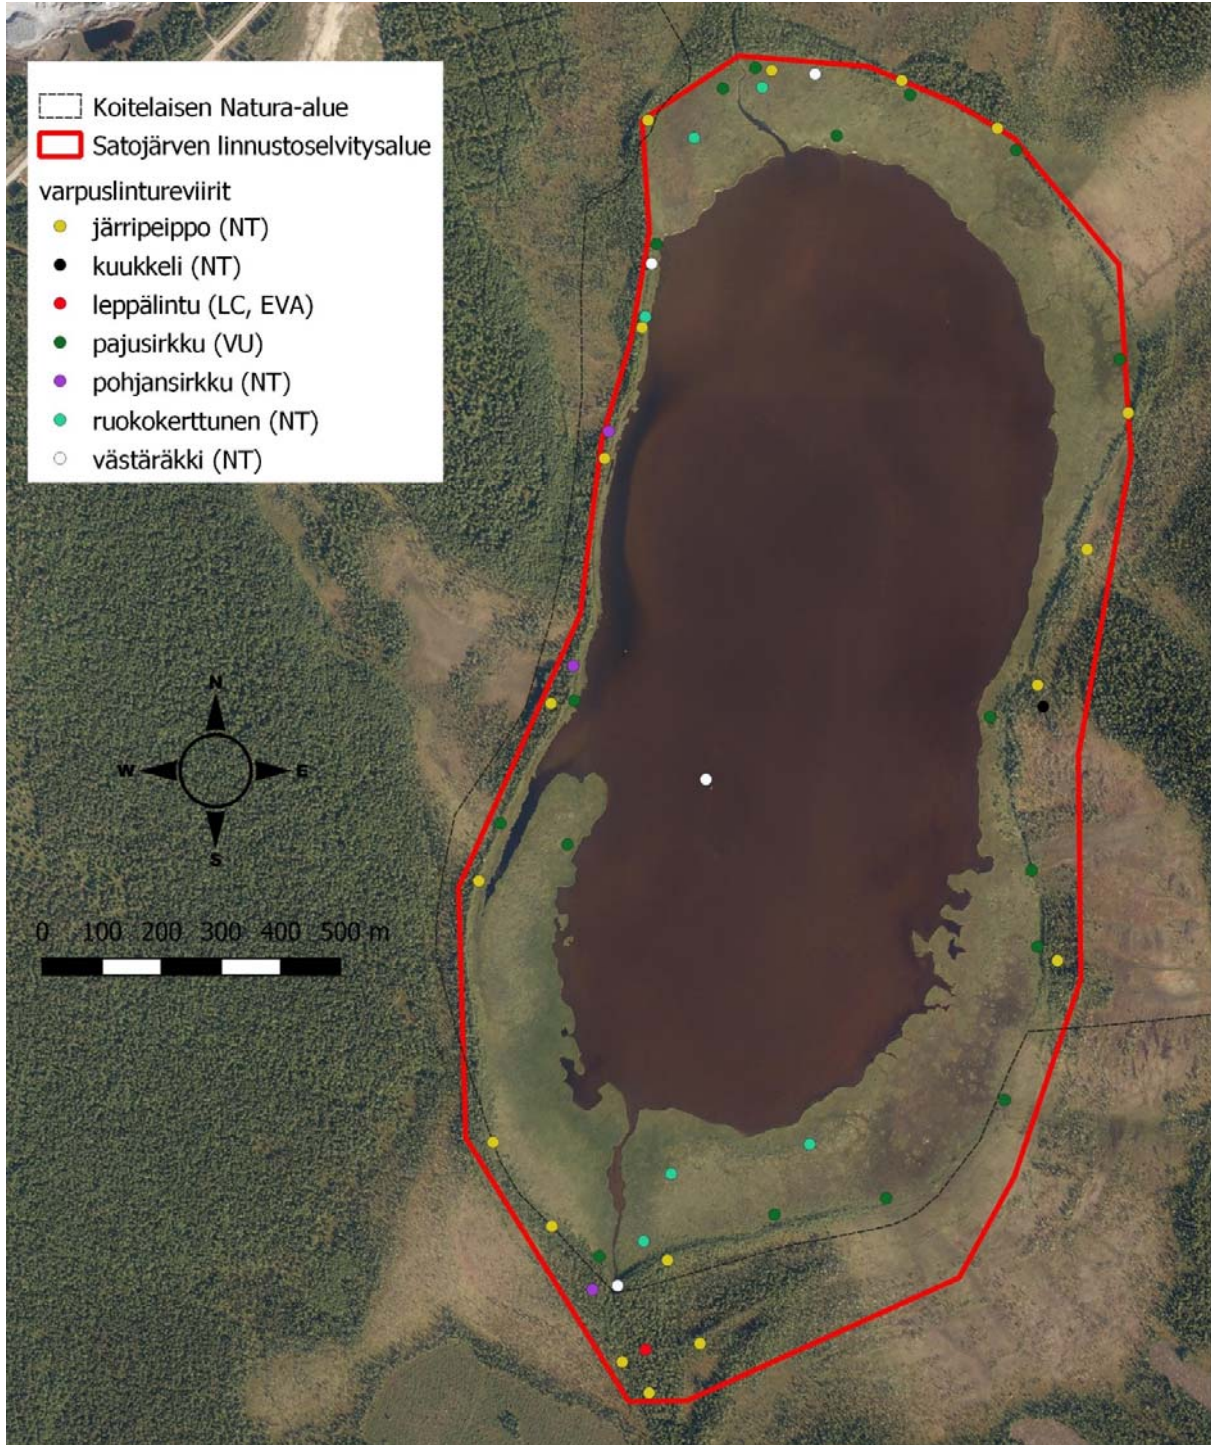 Koitelaisen Natura-alue
Satojärven linnustoselvitysalue
varpuslintureviirit
järripeippo (NT)
kuukkeli (NT)
leppälintu (LC, EVA)
pajusirkku (VU)
pohjansirkku (NT)
ruokokerttunen (NT)
västäräkki (NT)
N
W E
S
0 100 200 300 400 500 m